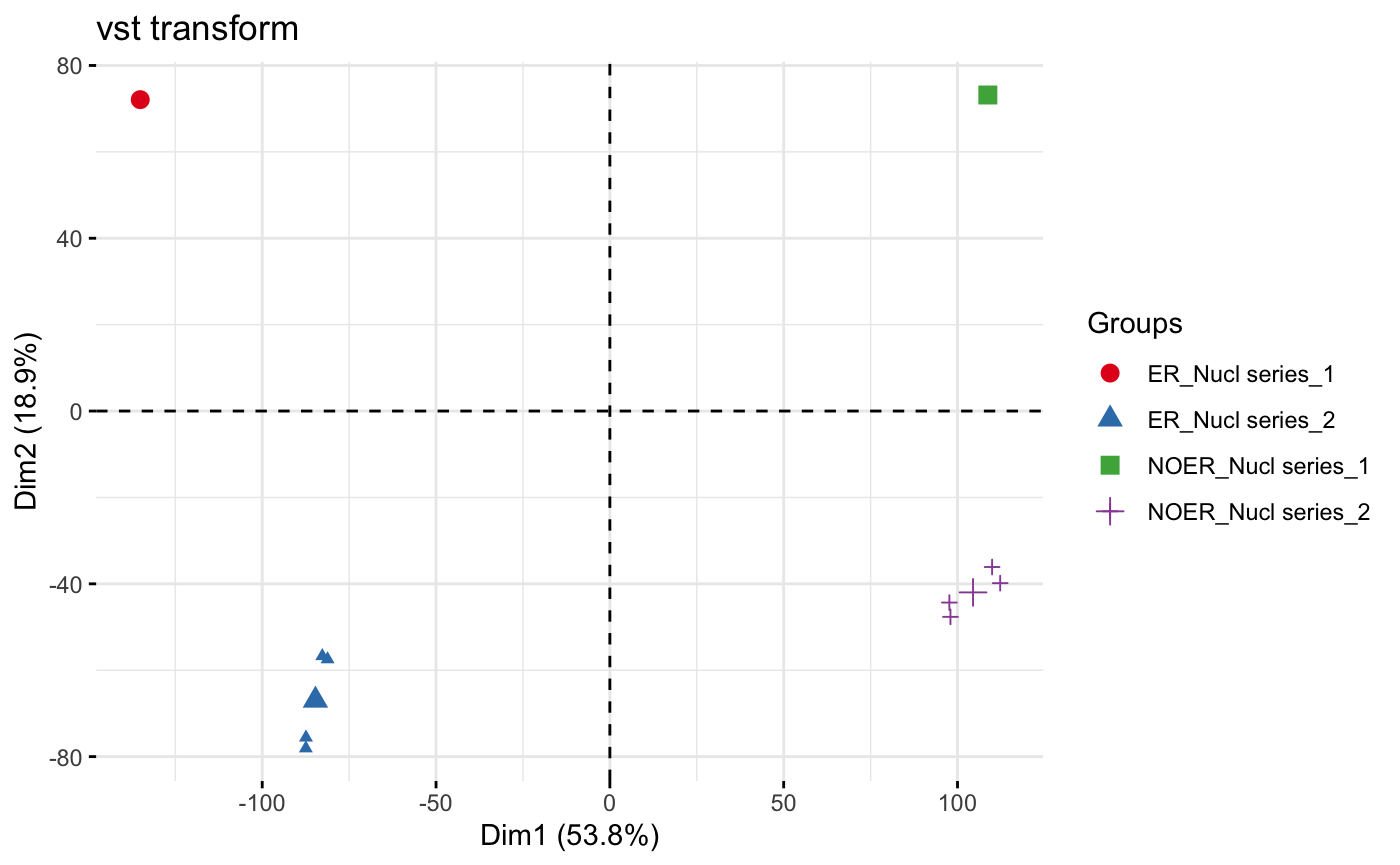 vst transform
80
40
0
-40
-80
Dim2 (18.9%)
-100
-50
0
50
100
Dim1 (53.8%)
Groups
ER_Nucl series_1
ER_Nucl series_2
NOER_Nucl series_1
NOER_Nucl series_2